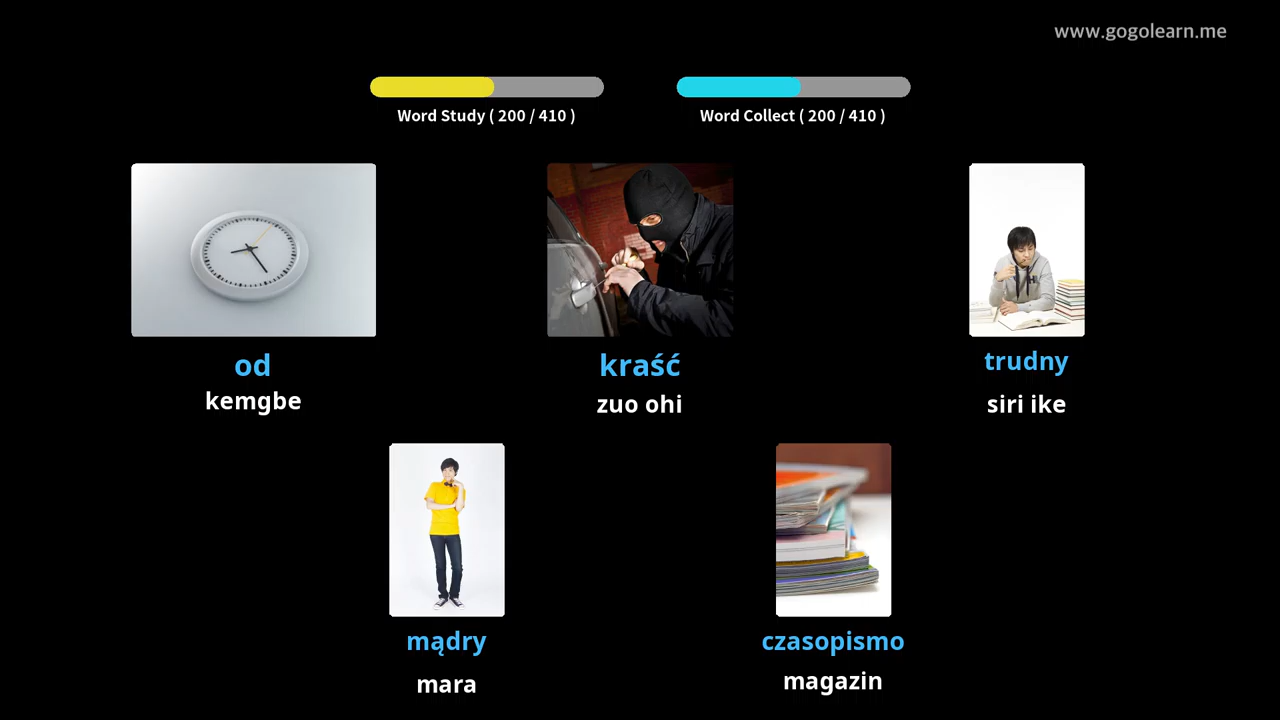 www.gogolearn.me
Word Study ( 200 / 410 )
Word Collect ( 200 / 410 )
od
kemgbe
kraść
zuo ohi
trudny
siri ike
mądry
mara
czasopismo
magazin